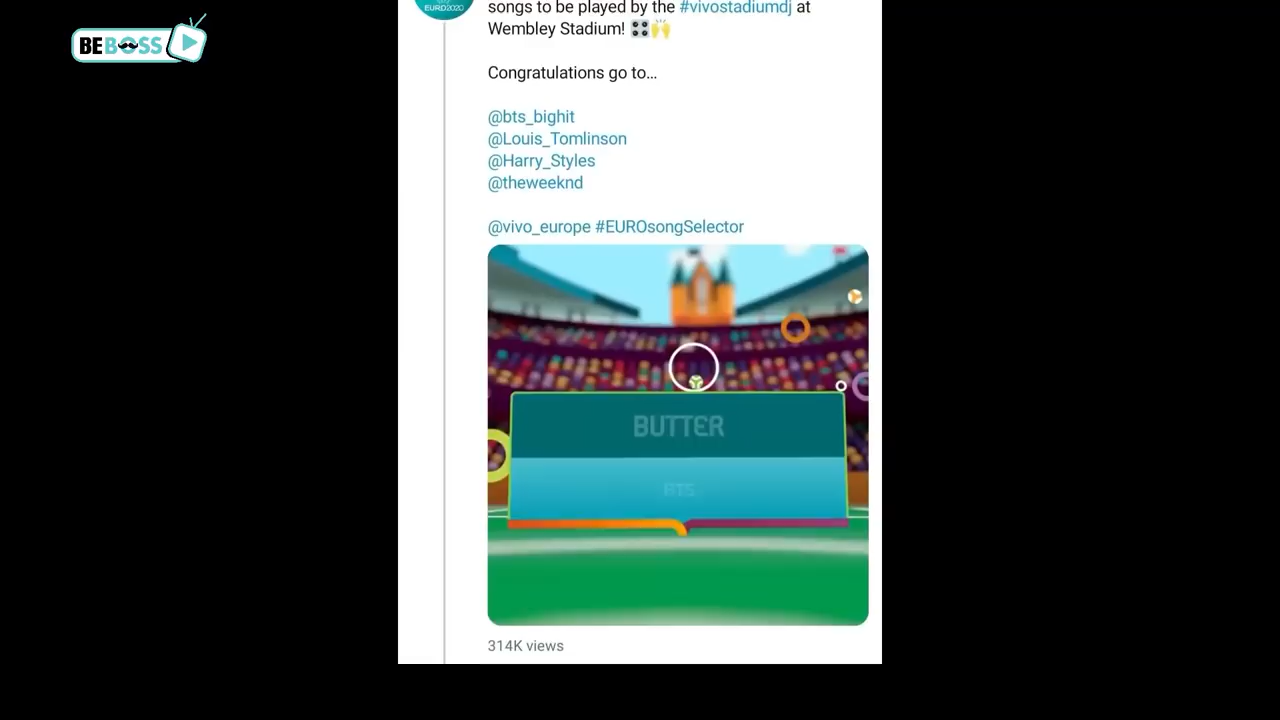 BEBOSS
EURO2020
songs to be played by the #vivostadiumdj at
Wembley Stadium! 🎛🙌
Congratulations go to…
@bts_bighit
@Louis_Tomlinson
@Harry_Styles
@theweeknd
@vivo_europe #EUROsongSelector
BUTTER
BTS
314K views